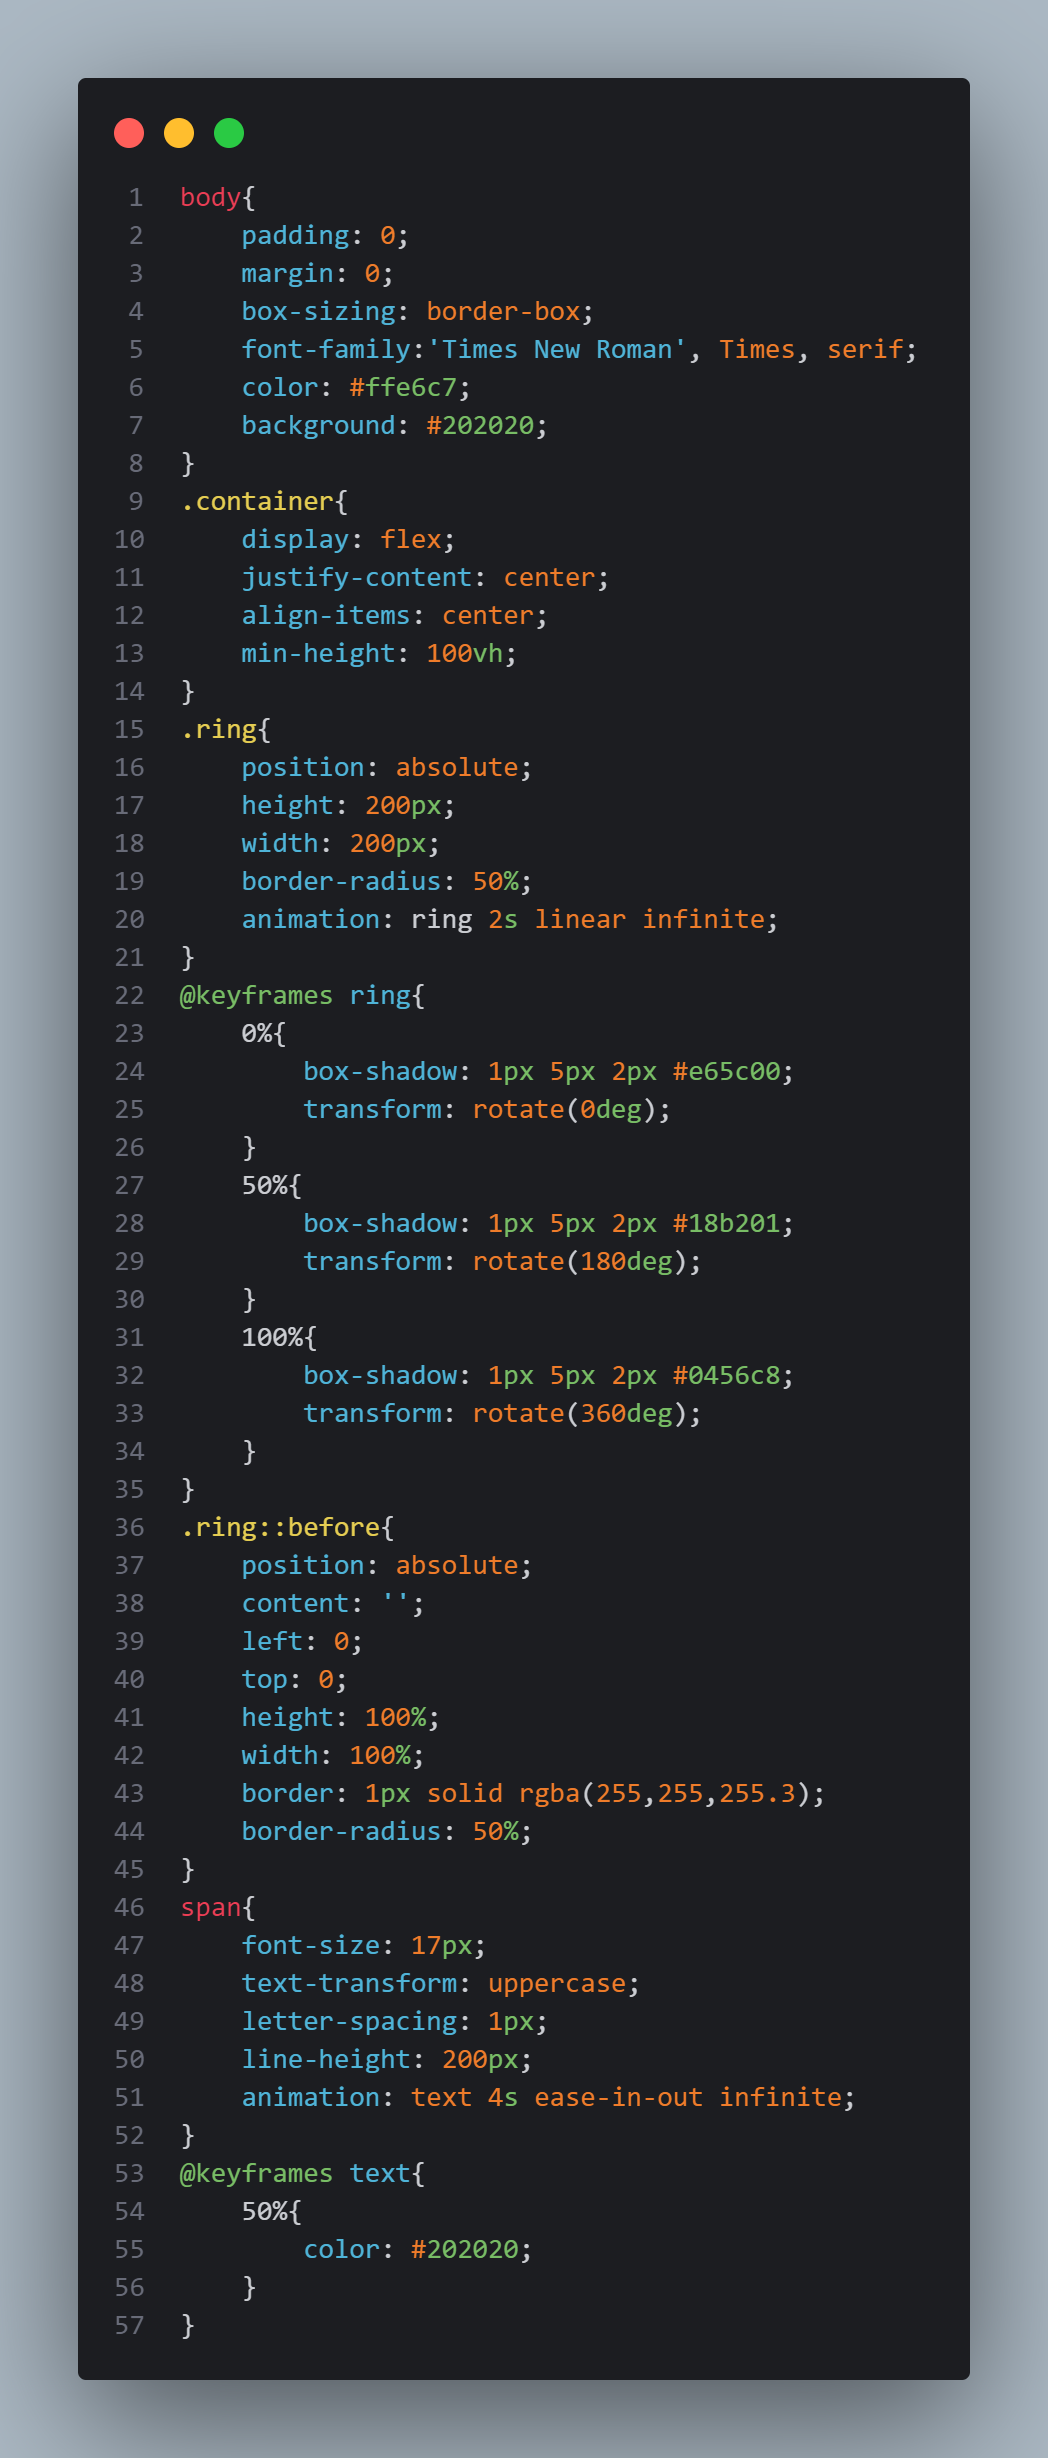 1 body{
2 padding: 0;
3 margin: 0;
4 box-sizing: border-box;
5 font-family:'Times New Roman', Times, serif;
6 color: #ffe6c7;
7 background: #202020;
8 }
9 .container{
10 display: flex;
11 justify-content: center;
12 align-items: center;
13 min-height: 100vh;
14 }
15 .ring{
16 position: absolute;
17 height: 200px;
18 width: 200px;
19 border-radius: 50%;
20 animation: ring 2s linear infinite;
21 }
22 @keyframes ring{
23 0%{
24 box-shadow: 1px 5px 2px #e65c00;
25 transform: rotate(0deg);
26 }
27 50%{
28 box-shadow: 1px 5px 2px #18b201;
29 transform: rotate(180deg);
30 }
31 100%{
32 box-shadow: 1px 5px 2px #0456c8;
33 transform: rotate(360deg);
34 }
35 }
36 .ring::before{
37 position: absolute;
38 content: '';
39 left: 0;
40 top: 0;
41 height: 100%;
42 width: 100%;
43 border: 1px solid rgba(255,255,255.3);
44 border-radius: 50%;
45 }
46 span{
47 font-size: 17px;
48 text-transform: uppercase;
49 letter-spacing: 1px;
50 line-height: 200px;
51 animation: text 4s ease-in-out infinite;
52 }
53 @keyframes text{
54 50%{
55 color: #202020;
56 }
57 }